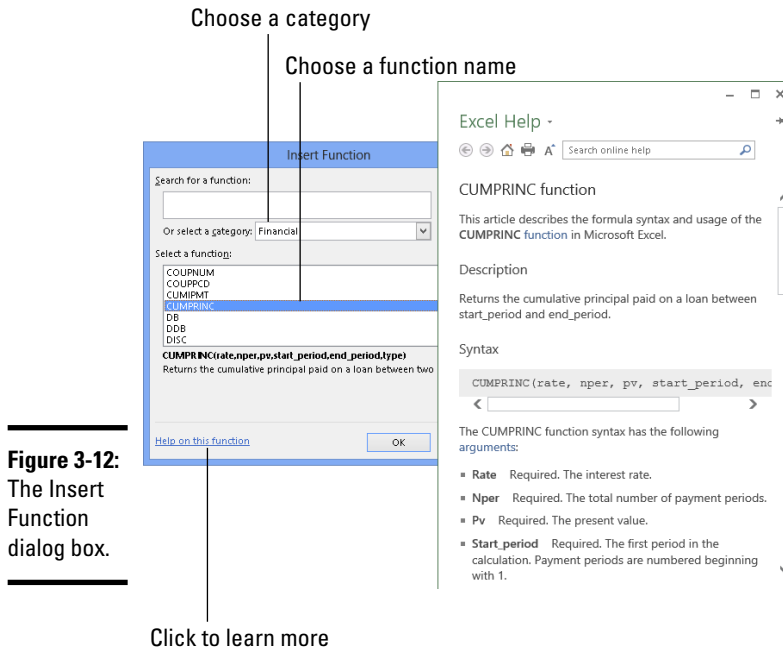 Choose a category
Choose a function name
Insert Function
Search for a function:
Or select a category: Financial
Select a function:
COUPNUM
COUPPCD
CUMIPMT
CUMPRINC
DB
DDB
DISC
CUMPRINC(rate,nper,pv,start_period,end_period,type)
Returns the cumulative principal paid on a loan between two
Help on this function
OK
Excel Help
A
Search online help
CUMPRINC function
This article describes the formula syntax and usage of the
CUMPRINC function in Microsoft Excel.
Description
Returns the cumulative principal paid on a loan between
start_period and end_period.
Syntax
CUMPRINC(rate, nper, pv, start_period, end
The CUMPRINC function syntax has the following
arguments:
Rate Required. The interest rate.
Nper Required. The total number of payment periods.
Pv Required. The present value.
Start_period Required. The first period in the
calculation. Payment periods are numbered beginning
with 1.
Figure 3-12:
The Insert
Function
dialog box.
Click to learn more